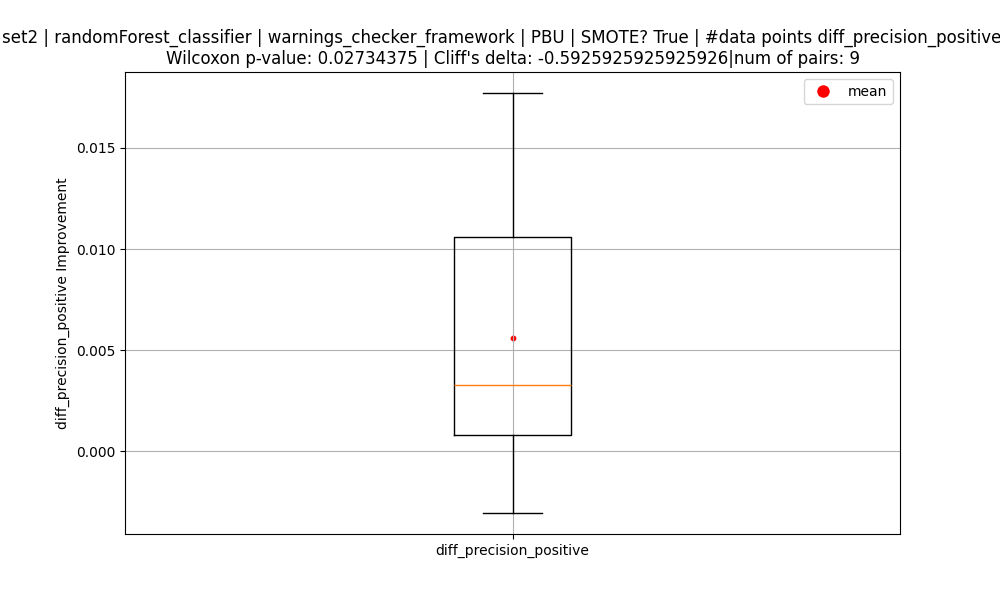 set2 | randomForest_classifier | warnings_checker_framework | PBU | SMOTE? True | #data points diff_precision_positive
Wilcoxon p-value: 0.02734375 | Cliff's delta: -0.5925925925925926|num of pairs: 9
mean
0.015
0.010
0.005
0.000
diff_precision_positive Improvement
diff_precision_positive